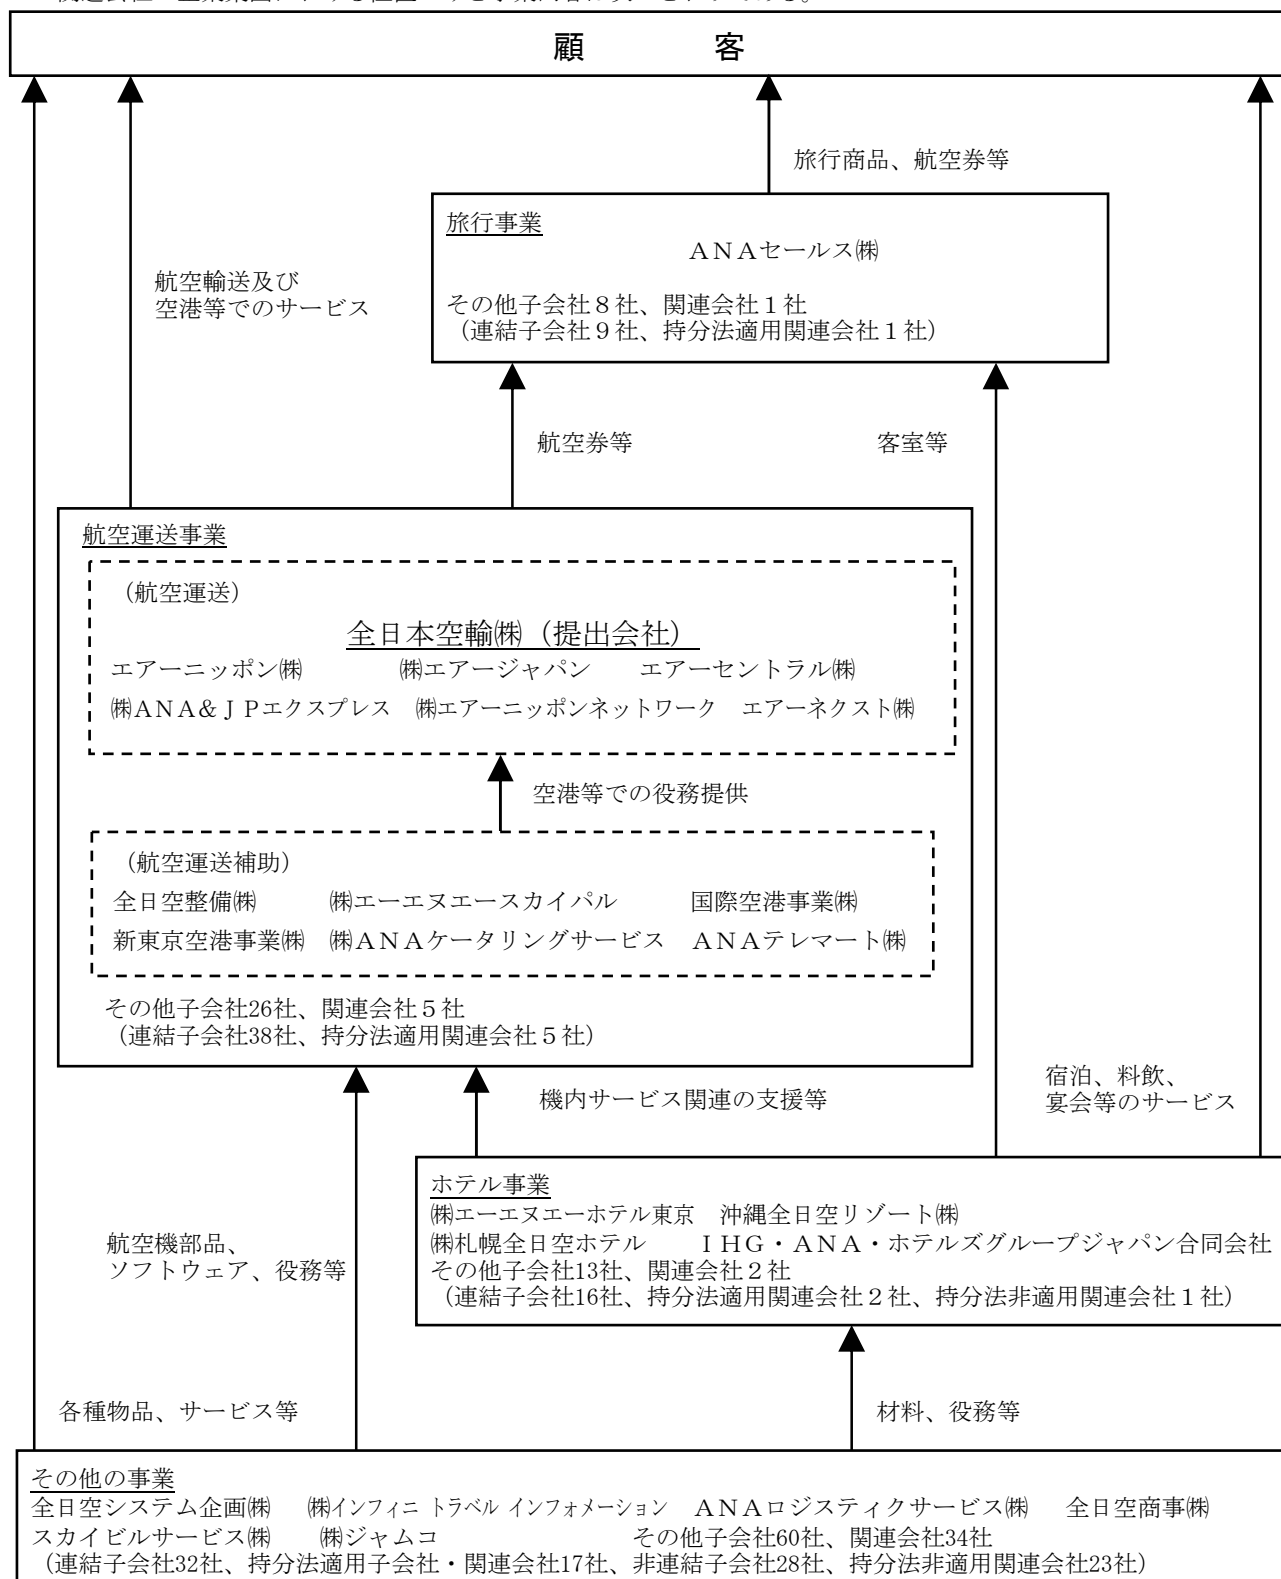 顧　　　客
旅行商品、航空券等
旅行事業
ＡＮＡセールス㈱
その他子会社８社、関連会社１社
（連結子会社９社、持分法適用関連会社１社）
航空輸送及び
空港等でのサービス
航空券等
客室等
航空運送事業
（航空運送）
全日本空輸㈱（提出会社）
エアーニッポン㈱　㈱エアージャパン　エアーセントラル㈱
㈱ＡＮＡ＆ＪＰエクスプレス　㈱エアーニッポンネットワーク　エアーネクスト㈱
空港等での役務提供
（航空運送補助）
全日空整備㈱　㈱エーエヌエースカイパル　国際空港事業㈱
新東京空港事業㈱　㈱ＡＮＡケータリングサービス　ＡＮＡテレマート㈱
その他子会社26社、関連会社５社
（連結子会社38社、持分法適用関連会社５社）
機内サービス関連の支援等
宿泊、料飲、
宴会等のサービス
ホテル事業
㈱エーエヌエーホテル東京　沖縄全日空リゾート㈱
㈱札幌全日空ホテル　ＩＨＧ・ＡＮＡ・ホテルズグループジャパン合同会社
その他子会社13社、関連会社２社
（連結子会社16社、持分法適用関連会社２社、持分法非適用関連会社１社）
航空機部品、
ソフトウェア、役務等
各種物品、サービス等
材料、役務等
その他の事業
全日空システム企画㈱　㈱インフィニ トラベル インフォメーション　ＡＮＡロジスティクサービス㈱　全日空商事㈱
スカイビルサービス㈱　㈱ジャムコ　その他子会社60社、関連会社34社
（連結子会社32社、持分法適用子会社・関連会社17社、非連結子会社28社、持分法非適用関連会社23社）